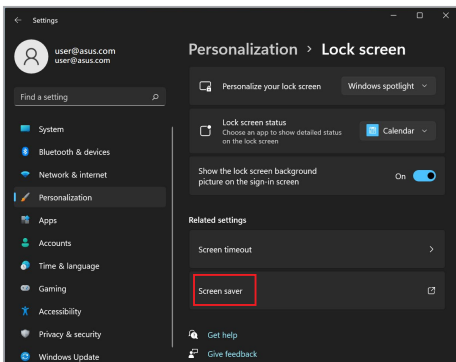 Settings
user@asus.com
user@asus.com
Find a setting
System
Bluetooth & devices
Network & internet
Personalization
Apps
Accounts
Time & language
Gaming
Accessibility
Privacy & security
Windows Update
Personalization > Lock screen
Personalize your lock screen
Windows spotlight
Lock screen status
Choose an app to show detailed status
on the lock screen
Calendar
Show the lock screen background
picture on the sign-in screen
On
Related settings
Screen timeout
Screen saver
Get help
Give feedback